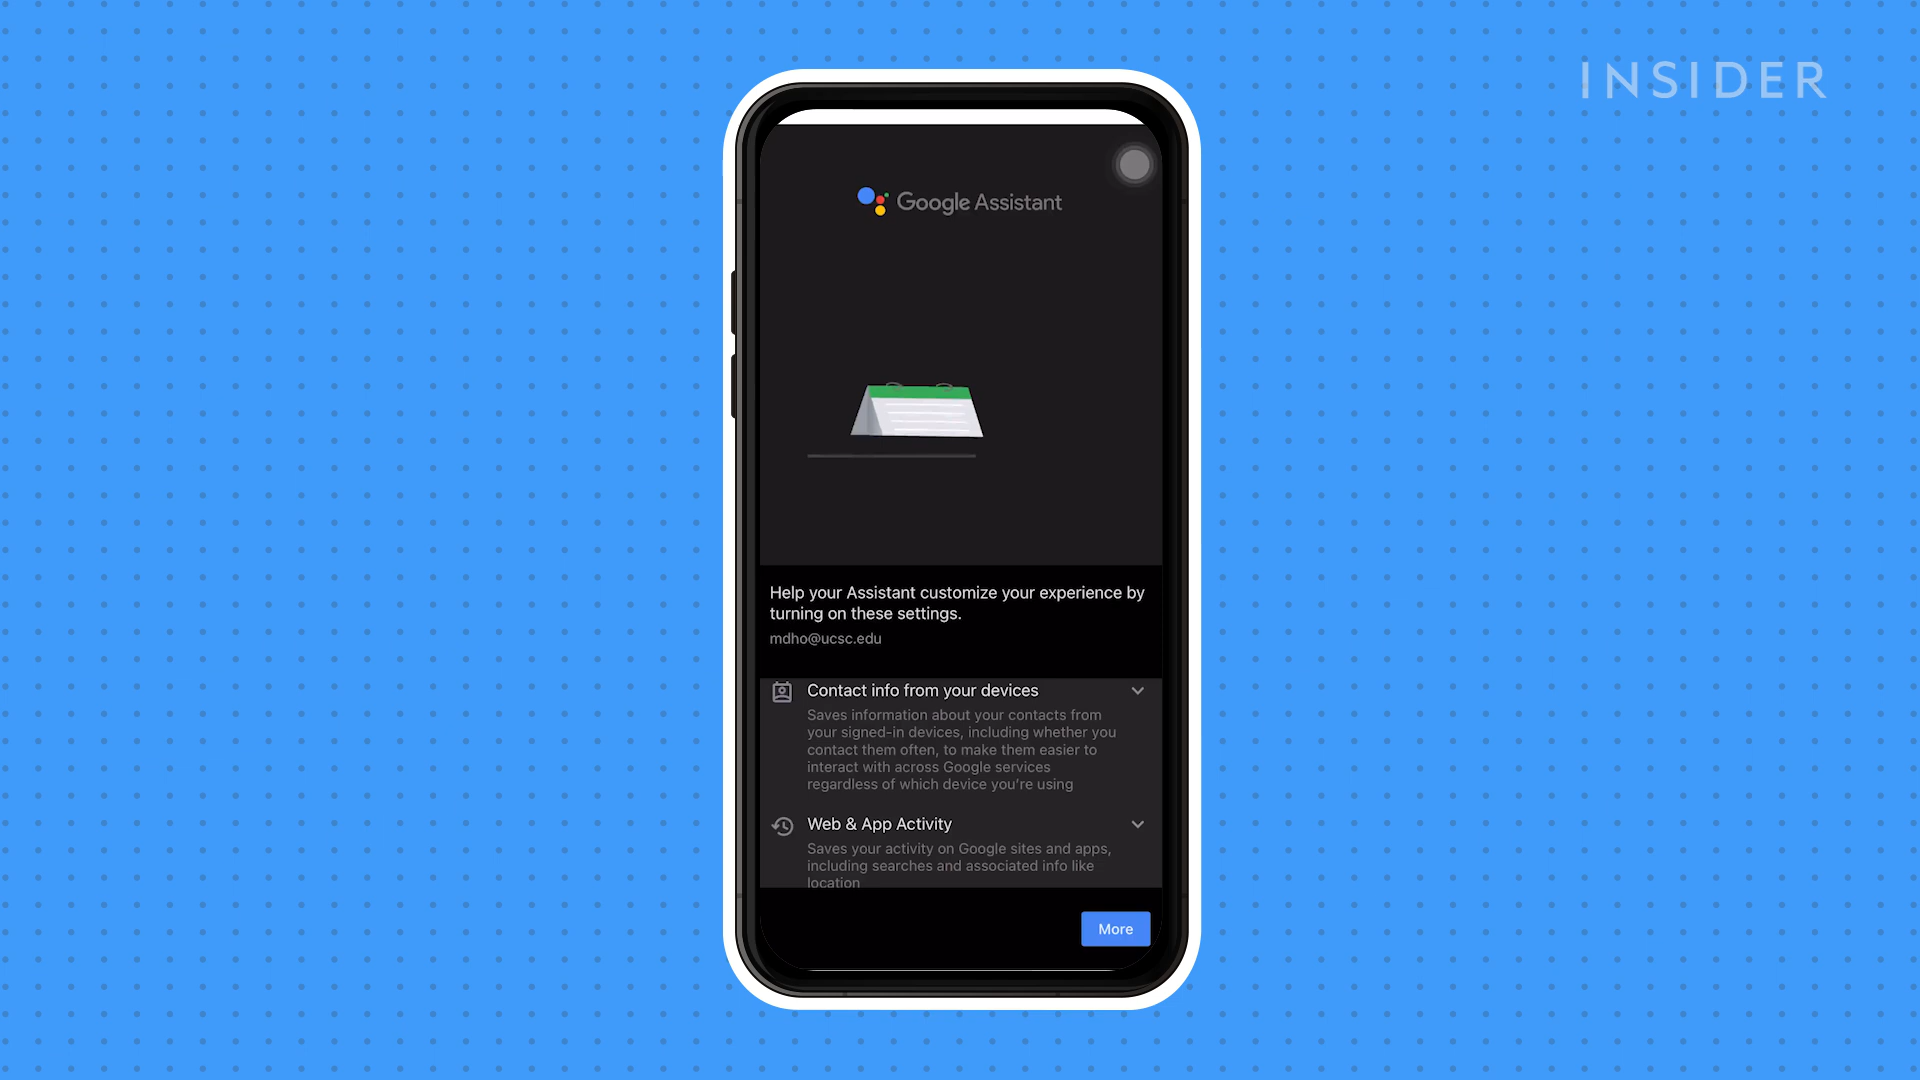 INSIDER
Google Assistant
Help your Assistant customize your experience by
turning on these settings.
mdho@ucsc.edu
Contact info from your devices
Saves information about your contacts from
your signed-in devices, including whether you
contact them often, to make them easier to
interact with across Google services
regardless of which device you're using
Web & App Activity
Saves your activity on Google sites and apps,
including searches and associated info like
location
More